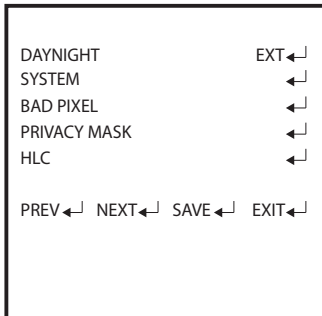 DAYNIGHT EXT↵
SYSTEM ↵
BAD PIXEL ↵
PRIVACY MASK ↵
HLC ↵
PREV↵ NEXT↵ SAVE↵ EXIT↵